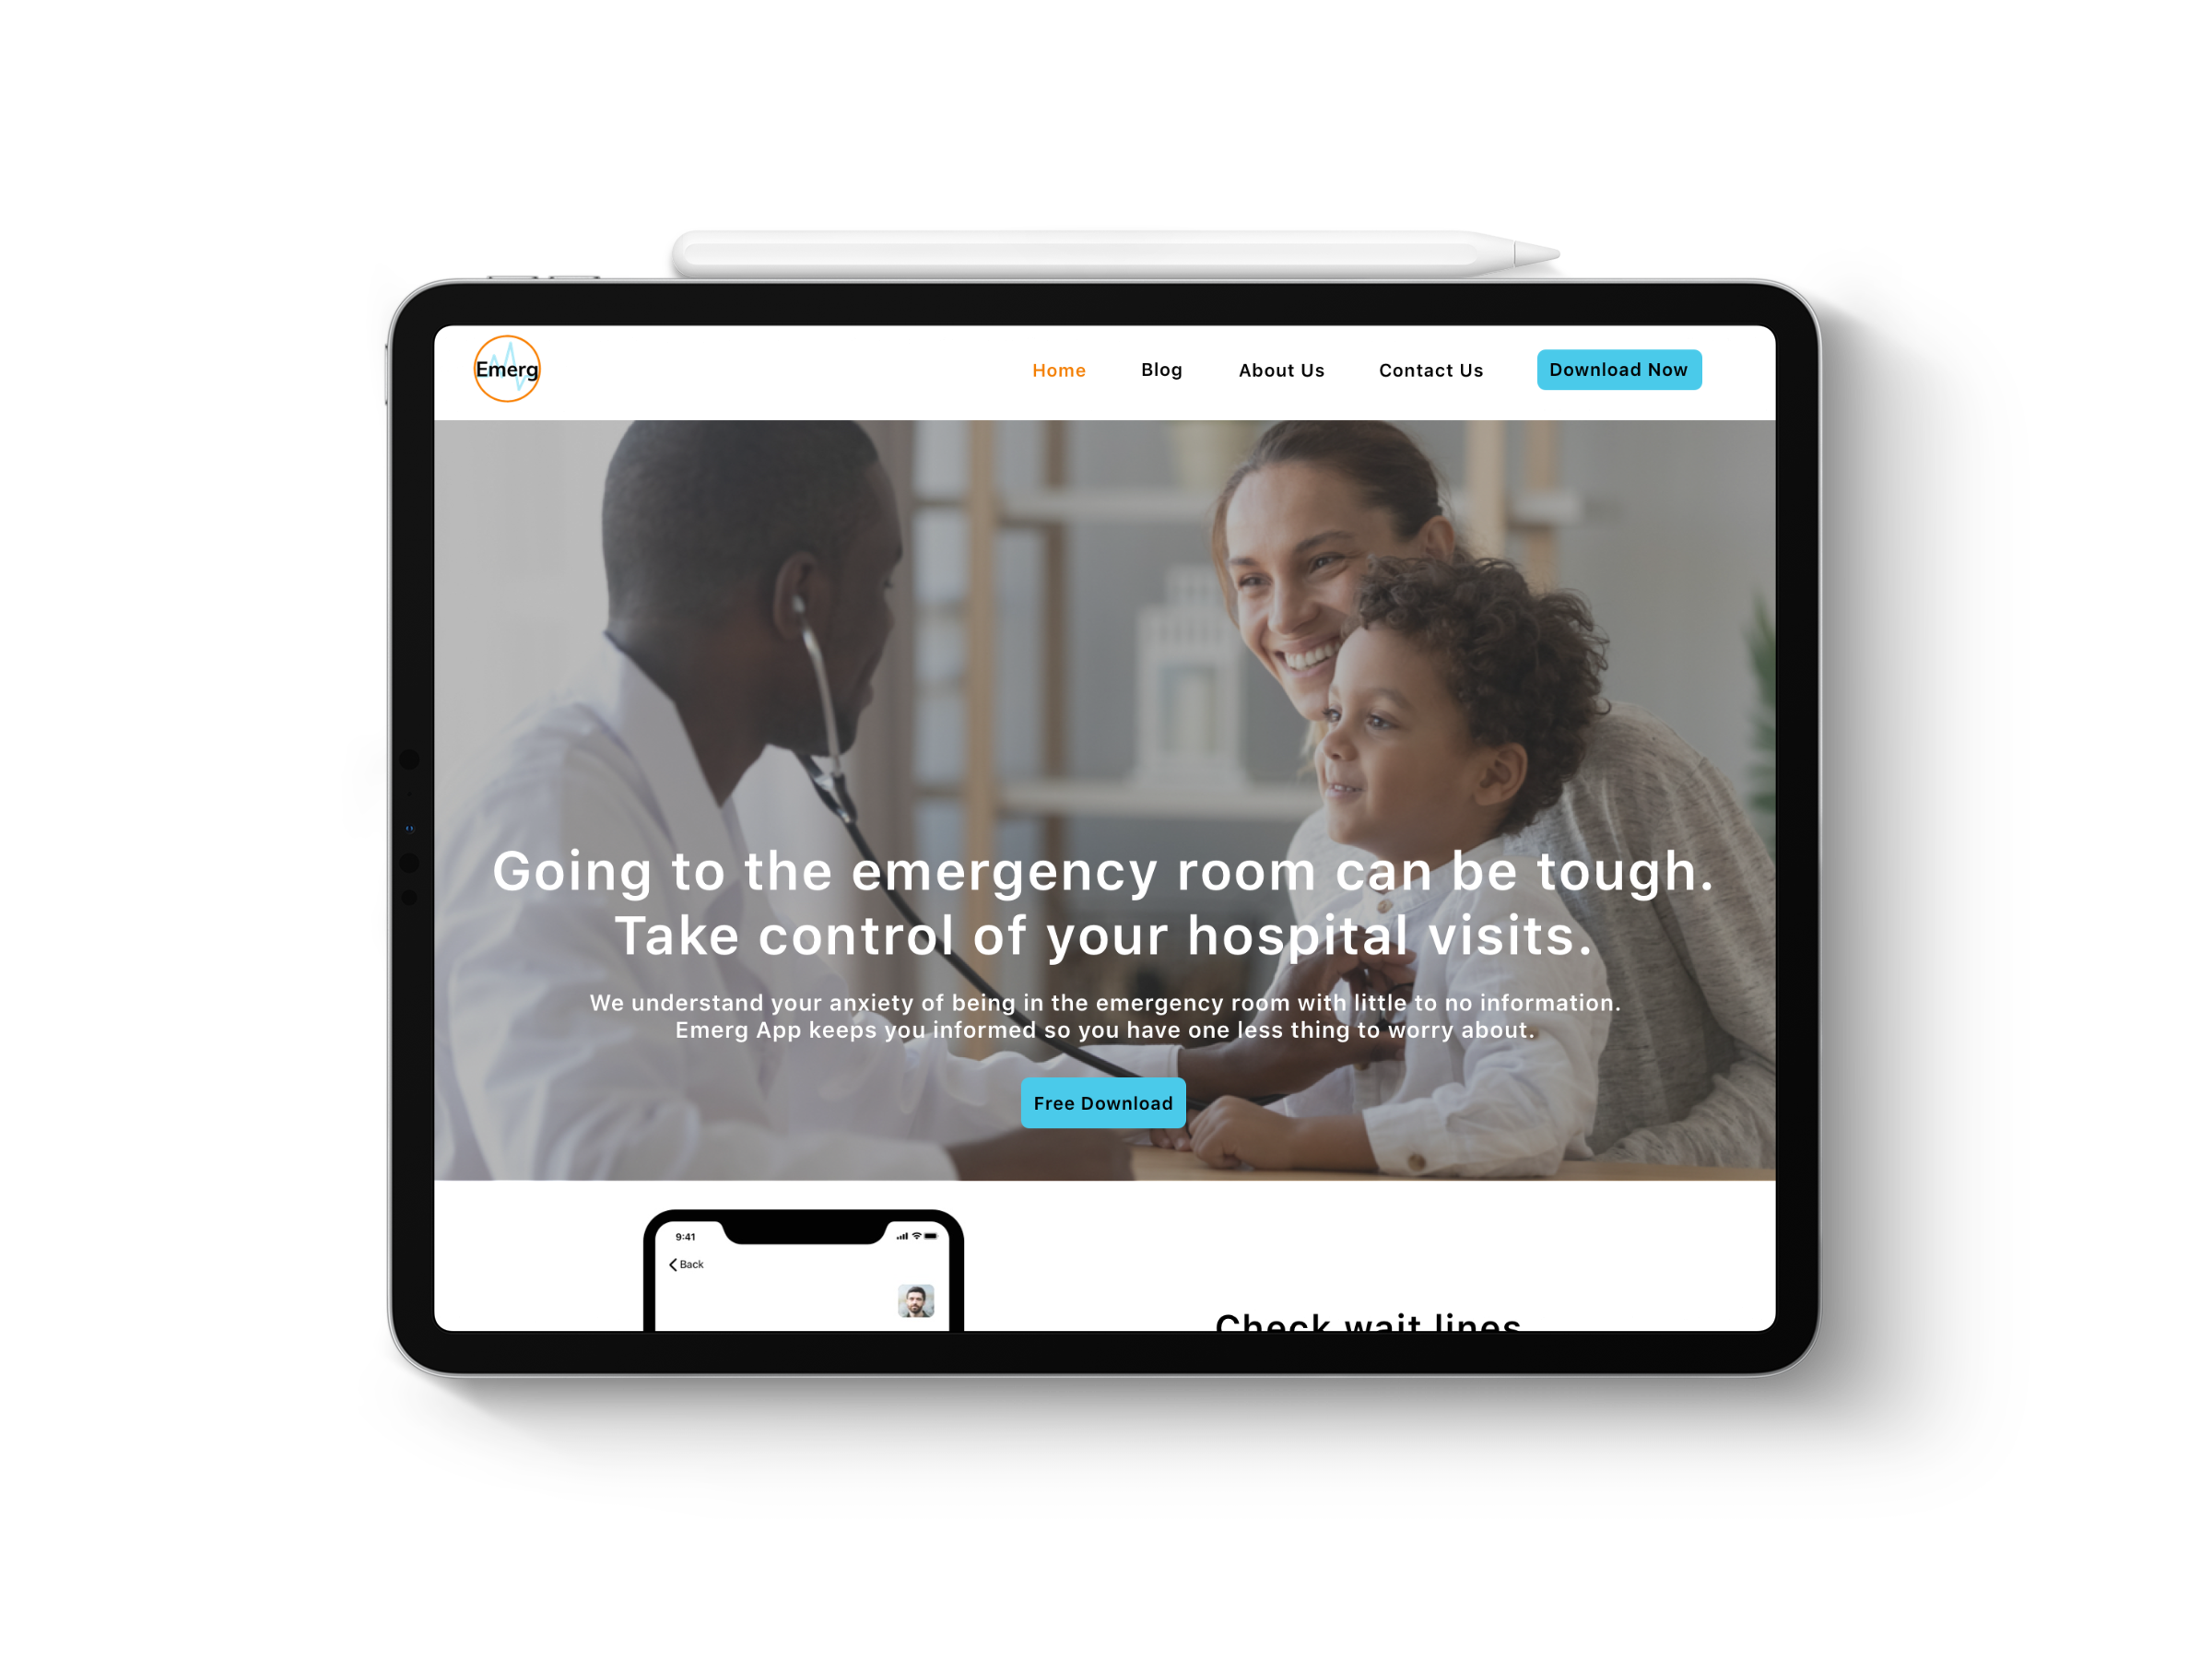 Emerg
Home
Blog
About Us
Contact Us
Download Now
Going to the emergency room can be tough.
Take control of your hospital visits.
We understand your anxiety of being in the emergency room with little to no information.
Emerg App keeps you informed so you have one less thing to worry about.
Free Download
9:41
Back
Check wait lines